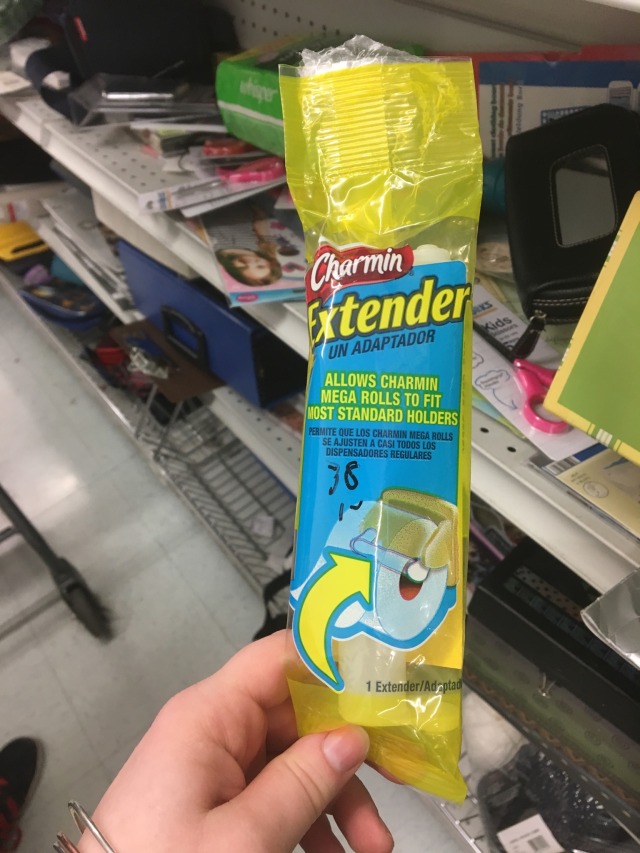 Charmin
Extender
UN ADAPTADOR
ALLOWS CHARMIN
MEGA ROLLS TO FIT
MOST STANDARD HOLDERS
PERMITE QUE LOS CHARMIN MEGA ROLLS
SE AJUSTEN A CASI TODOS LOS
DISPENSADORES REGULARES
38
1 Extender/Adaptad
Kids